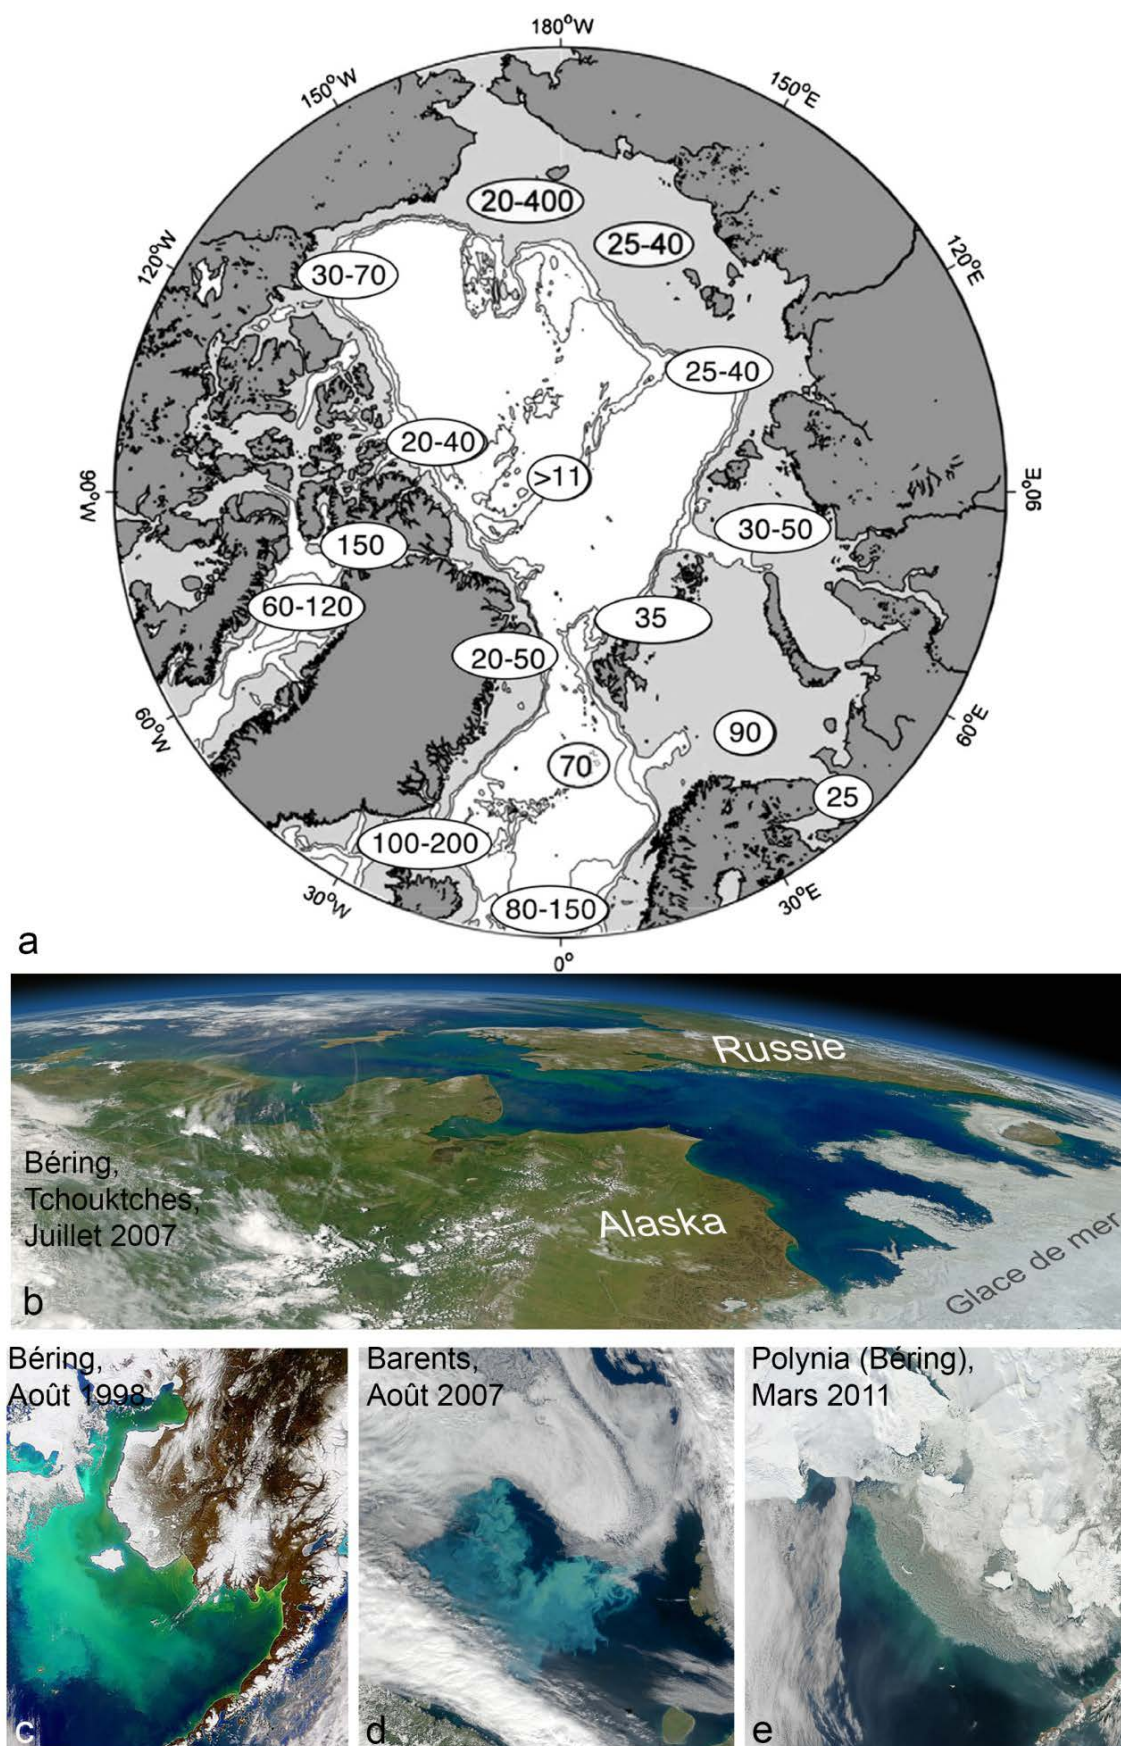 180°W
150°W
150°E
120°W
120°E
20-400
25-40
30-70
25-40
20-40
>11
90°W
90°E
30-50
150
60-120
35
20-50
60°W
60°E
90
70
25
100-200
30°W
30°E
80-150
0°
a
Russie
Béring,
Tchouktches,
Juillet 2007
Alaska
Glace de mer
b
Béring,
Août 1998
c
Barents,
Août 2007
d
Polynia (Béring),
Mars 2011
e